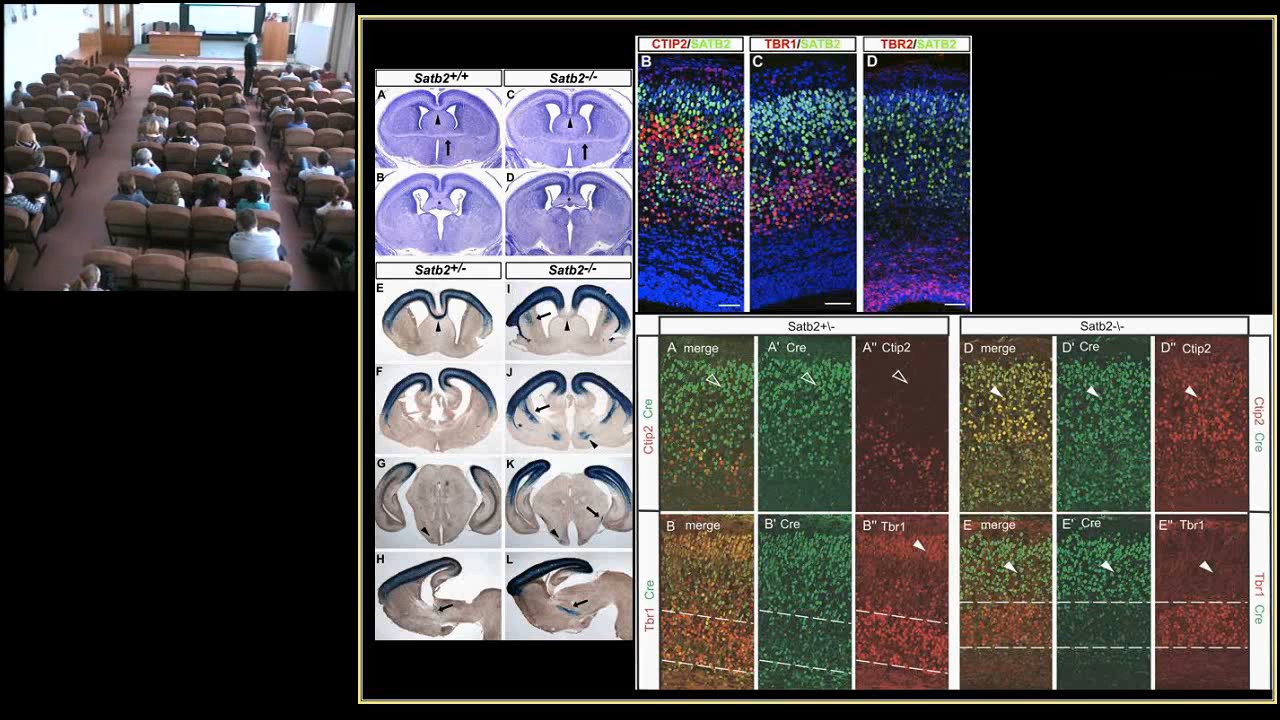 Satb2+/+
Satb2-/-
A
C
B
D
Satb2+/-
Satb2-/-
E
I
F
J
G
K
H
L
CTIP2/SATB2
TBR1/SATB2
TBR2/SATB2
B
C
D
Satb2+\-
Satb2-\-
A merge
A' Cre
A" Ctip2
D merge
D' Cre
D" Ctip2
Ctip2 Cre
Ctip2 Cre
B merge
B' Cre
B" Tbr1
E merge
E' Cre
E" Tbr1
Tbr1 Cre
Tbr1 Cre